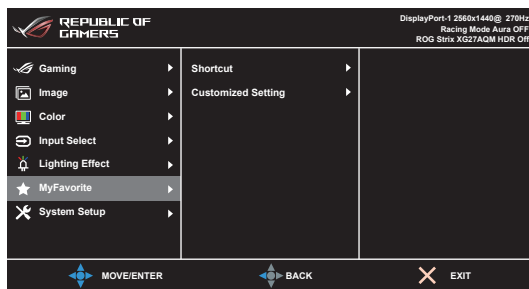 REPUBLIC OF
GAMERS
DisplayPort-1 2560x1440@ 270Hz
Racing Mode Aura OFF
ROG Strix XG27AQM HDR Off
Gaming
Image
Color
Input Select
Lighting Effect
MyFavorite
System Setup
Shortcut
Customized Setting
MOVE/ENTER
BACK
EXIT